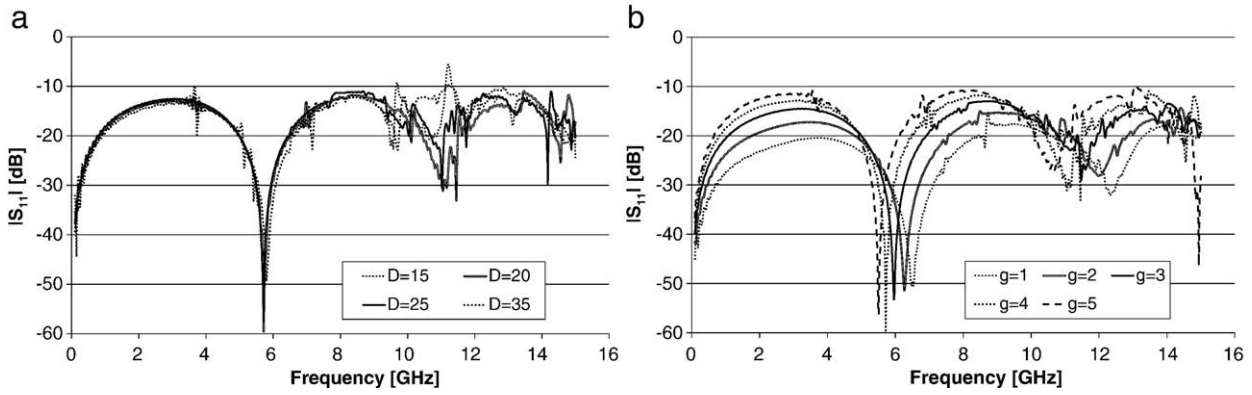 a
|S11| [dB]
0
-10
-20
-30
-40
-50
-60
D=15 D=20
D=25 D=35
0 2 4 6 8 10 12 14 16
Frequency [GHz]
b
|S11| [dB]
0
-10
-20
-30
-40
-50
-60
g=1 g=2 g=3
g=4 g=5
0 2 4 6 8 10 12 14 16
Frequency [GHz]